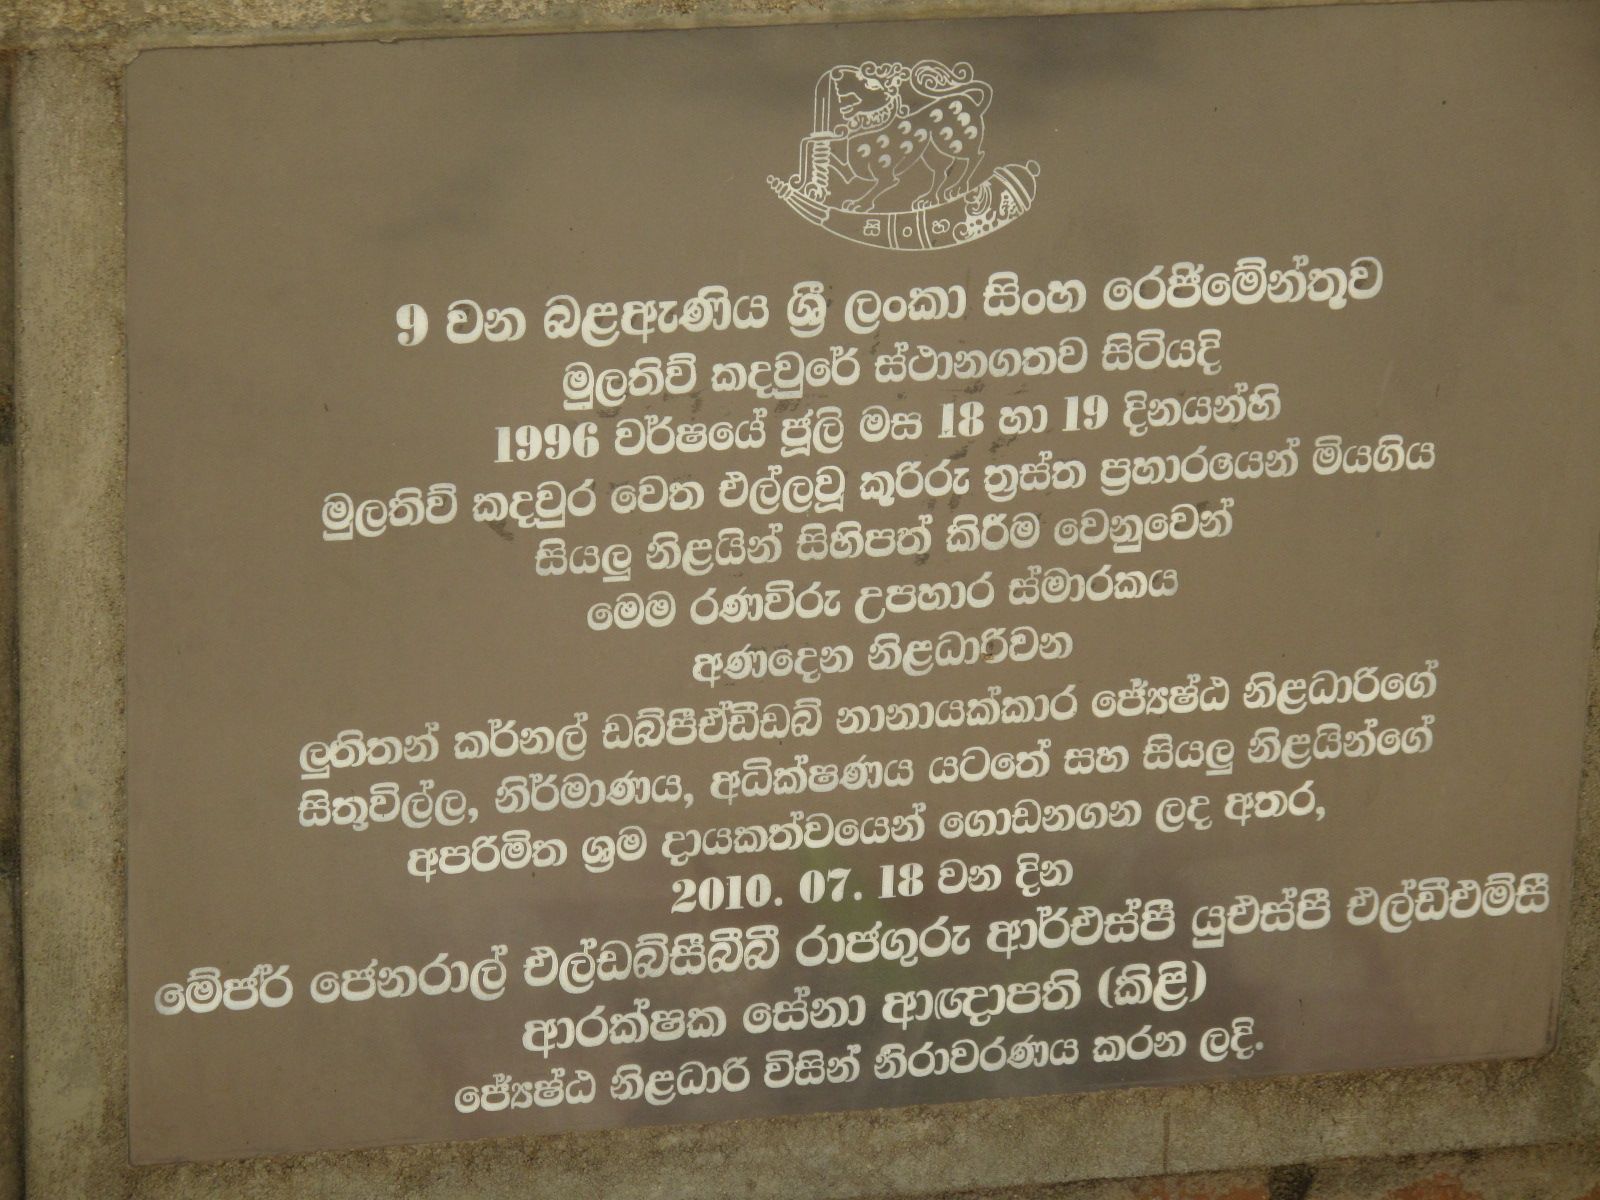 සිංහ
9 වන බළඇණිය ශ්‍රී ලංකා සිංහ රෙජිමේන්තුව
මුලතිව් කඳවුරේ ස්ථානගතව සිටියදි
1996 වර්ෂයේ ජූලි මස 18 හා 19 දිනයන්හි
මුලතිව් කඳවුර වෙත එල්ලවූ කුරිරු ත්‍රස්ත ප්‍රහාරයෙන් මියගිය
සියලු නිළයින් සිහිපත් කිරීම වෙනුවෙන්
මෙම රණවිරු උපහාර ස්මාරකය
අණදෙන නිළධාරිවන
ලුතිතන් කර්නල් ඩබ්පීඒඩීඩබ් නානායක්කාර ජ්‍යේෂ්ඨ නිළධාරිගේ
සිතුවිල්ල, නිර්මාණය, අධික්ෂණය යටතේ සහ සියලු නිළයින්ගේ
අපරිමිත ශ්‍රම දායකත්වයෙන් ගොඩනගන ලද අතර,
2010. 07. 18 වන දින
මේජර් ජෙනරාල් එල්ඩබ්සීබීබී රාජගුරු ආර්එස්පී යුඑස්පී එල්ඩීඑම්සී
ආරක්ෂක සේනා ආඥාපති (කිළි)
ජ්‍යේෂ්ඨ නිළධාරි විසින් නිරාවරණය කරන ලදි.